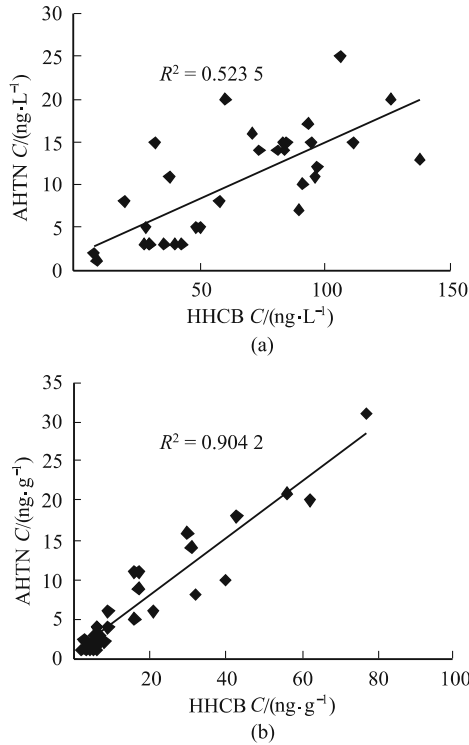 30
25
R² = 0.523 5
20
15
10
5
0
AHTN C/(ng·L⁻¹)
50 100 150
HHCB C/(ng·L⁻¹)
(a)
35
30
R² = 0.904 2
25
20
15
10
5
0
AHTN C/(ng·g⁻¹)
20 40 60 80 100
HHCB C/(ng·g⁻¹)
(b)